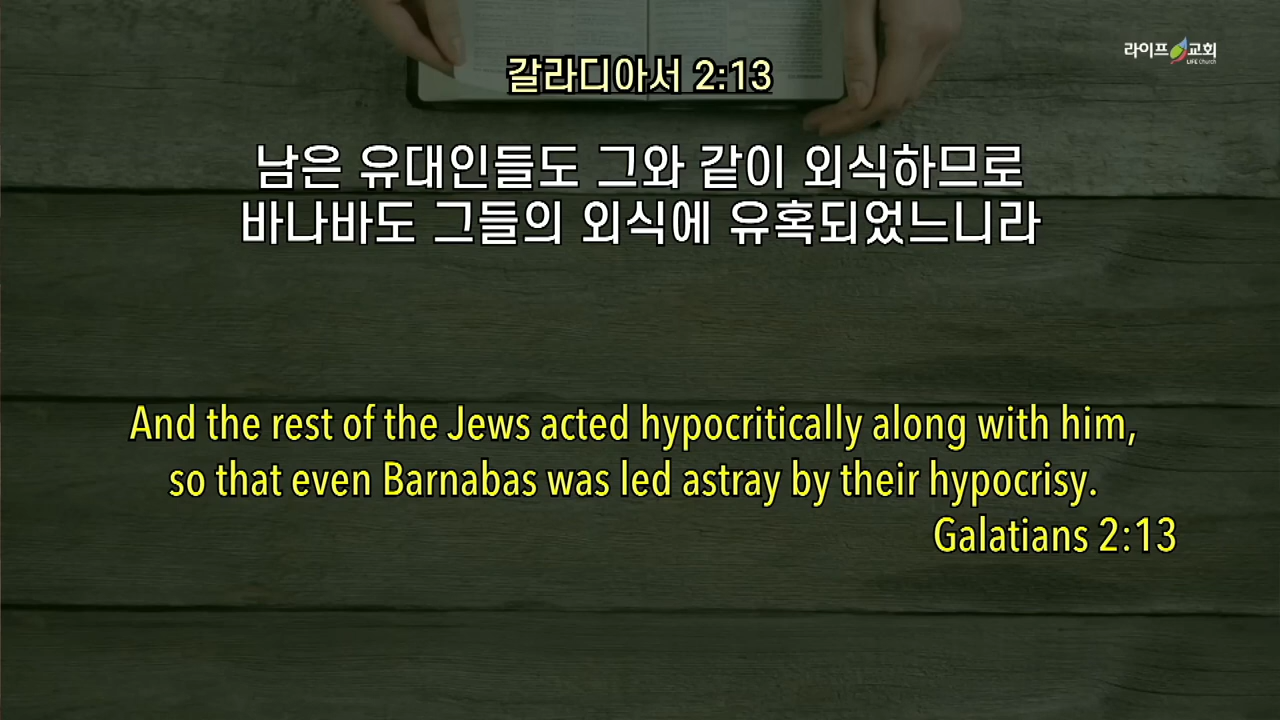 라이프 교회
LIFE Church
갈라디아서 2:13
남은 유대인들도 그와 같이 외식하므로
바나바도 그들의 외식에 유혹되었느니라
And the rest of the Jews acted hypocritically along with him,
so that even Barnabas was led astray by their hypocrisy.
Galatians 2:13